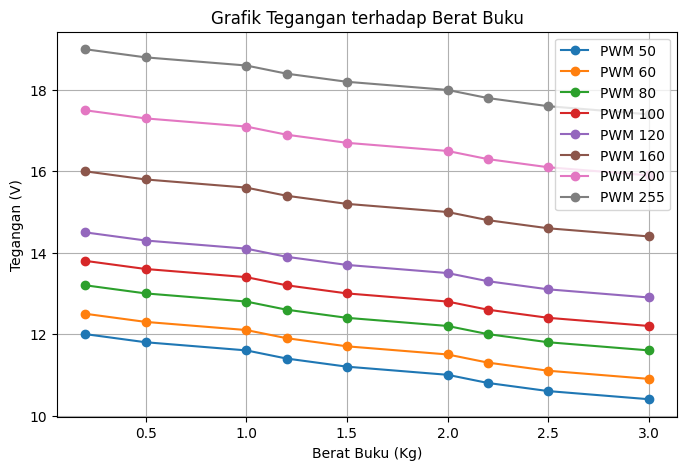 Grafik Tegangan terhadap Berat Buku
PWM 50
PWM 60
PWM 80
PWM 100
PWM 120
PWM 160
PWM 200
PWM 255
Tegangan (V)
18
16
14
12
10
0.5 1.0 1.5 2.0 2.5 3.0
Berat Buku (Kg)